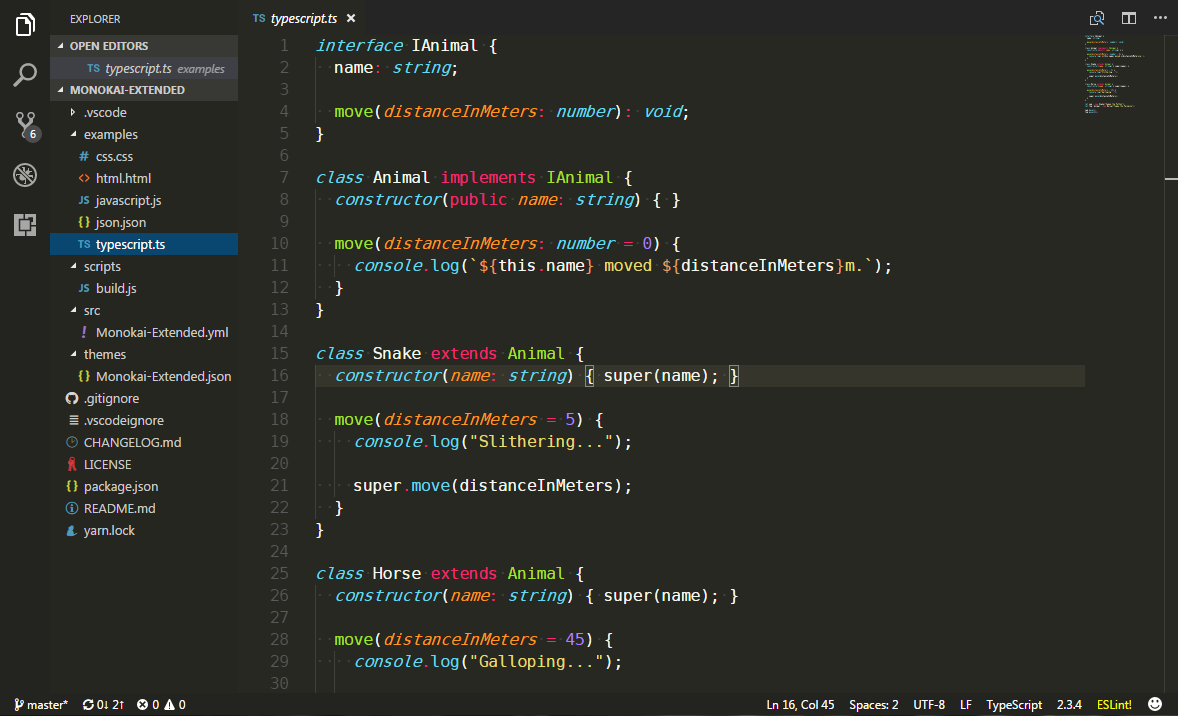 EXPLORER
OPEN EDITORS
TS typescript.ts examples
MONOKAI-EXTENDED
.vscode
examples
# css.css
<> html.html
JS javascript.js
{} json.json
TS typescript.ts
scripts
JS build.js
src
! Monokai-Extended.yml
themes
{} Monokai-Extended.json
.gitignore
.vscodeignore
CHANGELOG.md
LICENSE
{} package.json
README.md
yarn.lock
6
TS typescript.ts ×
1 interface IAnimal {
2 name: string;
3
4 move(distanceInMeters: number): void;
5 }
6
7 class Animal implements IAnimal {
8 constructor(public name: string) { }
9
10 move(distanceInMeters: number = 0) {
11 console.log(`${this.name} moved ${distanceInMeters}m.`);
12 }
13 }
14
15 class Snake extends Animal {
16 constructor(name: string) { super(name); }
17
18 move(distanceInMeters = 5) {
19 console.log("Slithering...");
20
21 super.move(distanceInMeters);
22 }
23 }
24
25 class Horse extends Animal {
26 constructor(name: string) { super(name); }
27
28 move(distanceInMeters = 45) {
29 console.log("Galloping...");
30
master* 0↓ 2↑ 0 0 Ln 16, Col 45 Spaces: 2 UTF-8 LF TypeScript 2.3.4 ESLint!